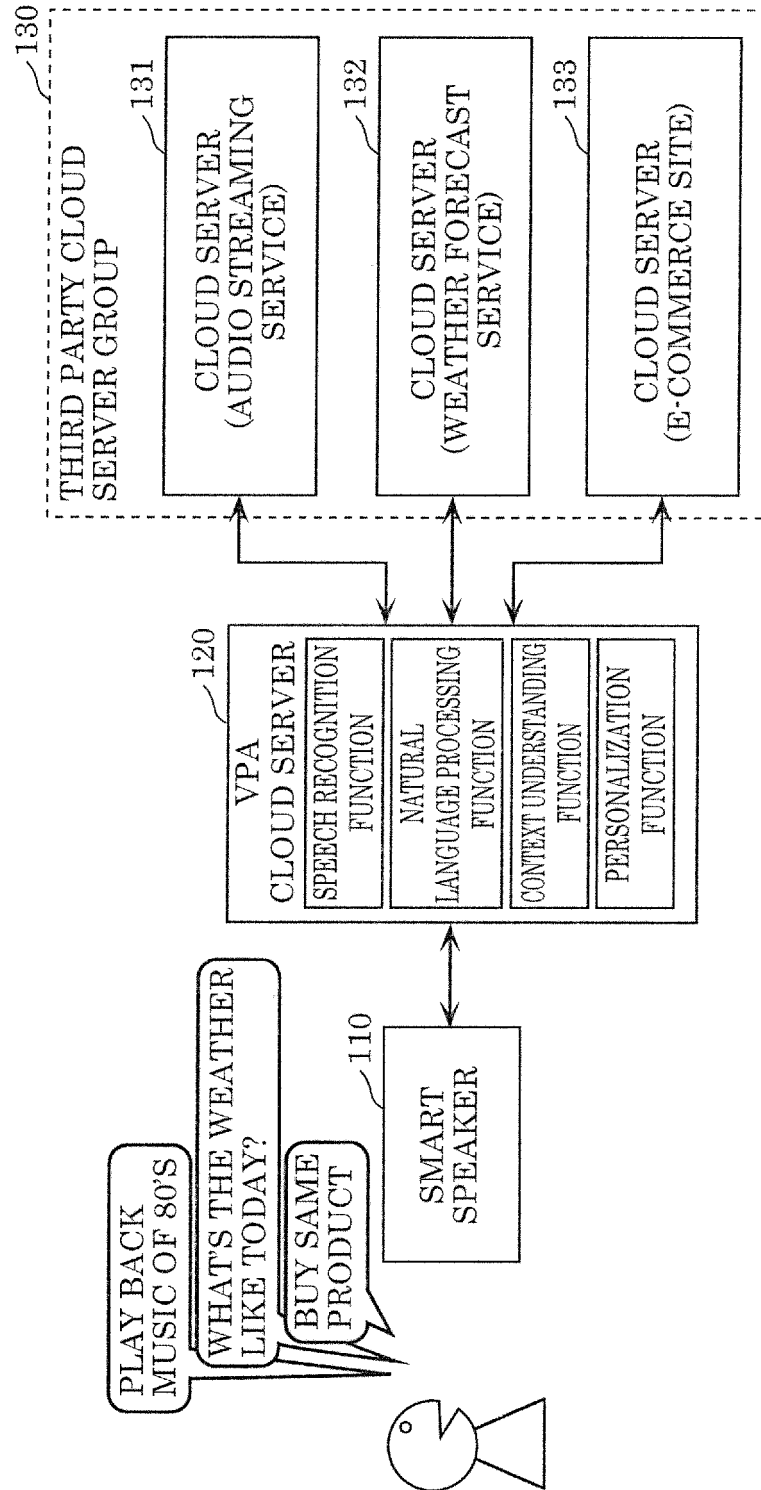 PLAY BACK
MUSIC OF 80'S
WHAT'S THE WEATHER
LIKE TODAY?
BUY SAME
PRODUCT
110
SMART
SPEAKER
120
VPA
CLOUD SERVER
SPEECH RECOGNITION
FUNCTION
NATURAL
LANGUAGE PROCESSING
FUNCTION
CONTEXT UNDERSTANDING
FUNCTION
PERSONALIZATION
FUNCTION
130
THIRD PARTY CLOUD
SERVER GROUP
131
CLOUD SERVER
(AUDIO STREAMING
SERVICE)
132
CLOUD SERVER
(WEATHER FORECAST
SERVICE)
133
CLOUD SERVER
(E-COMMERCE SITE)